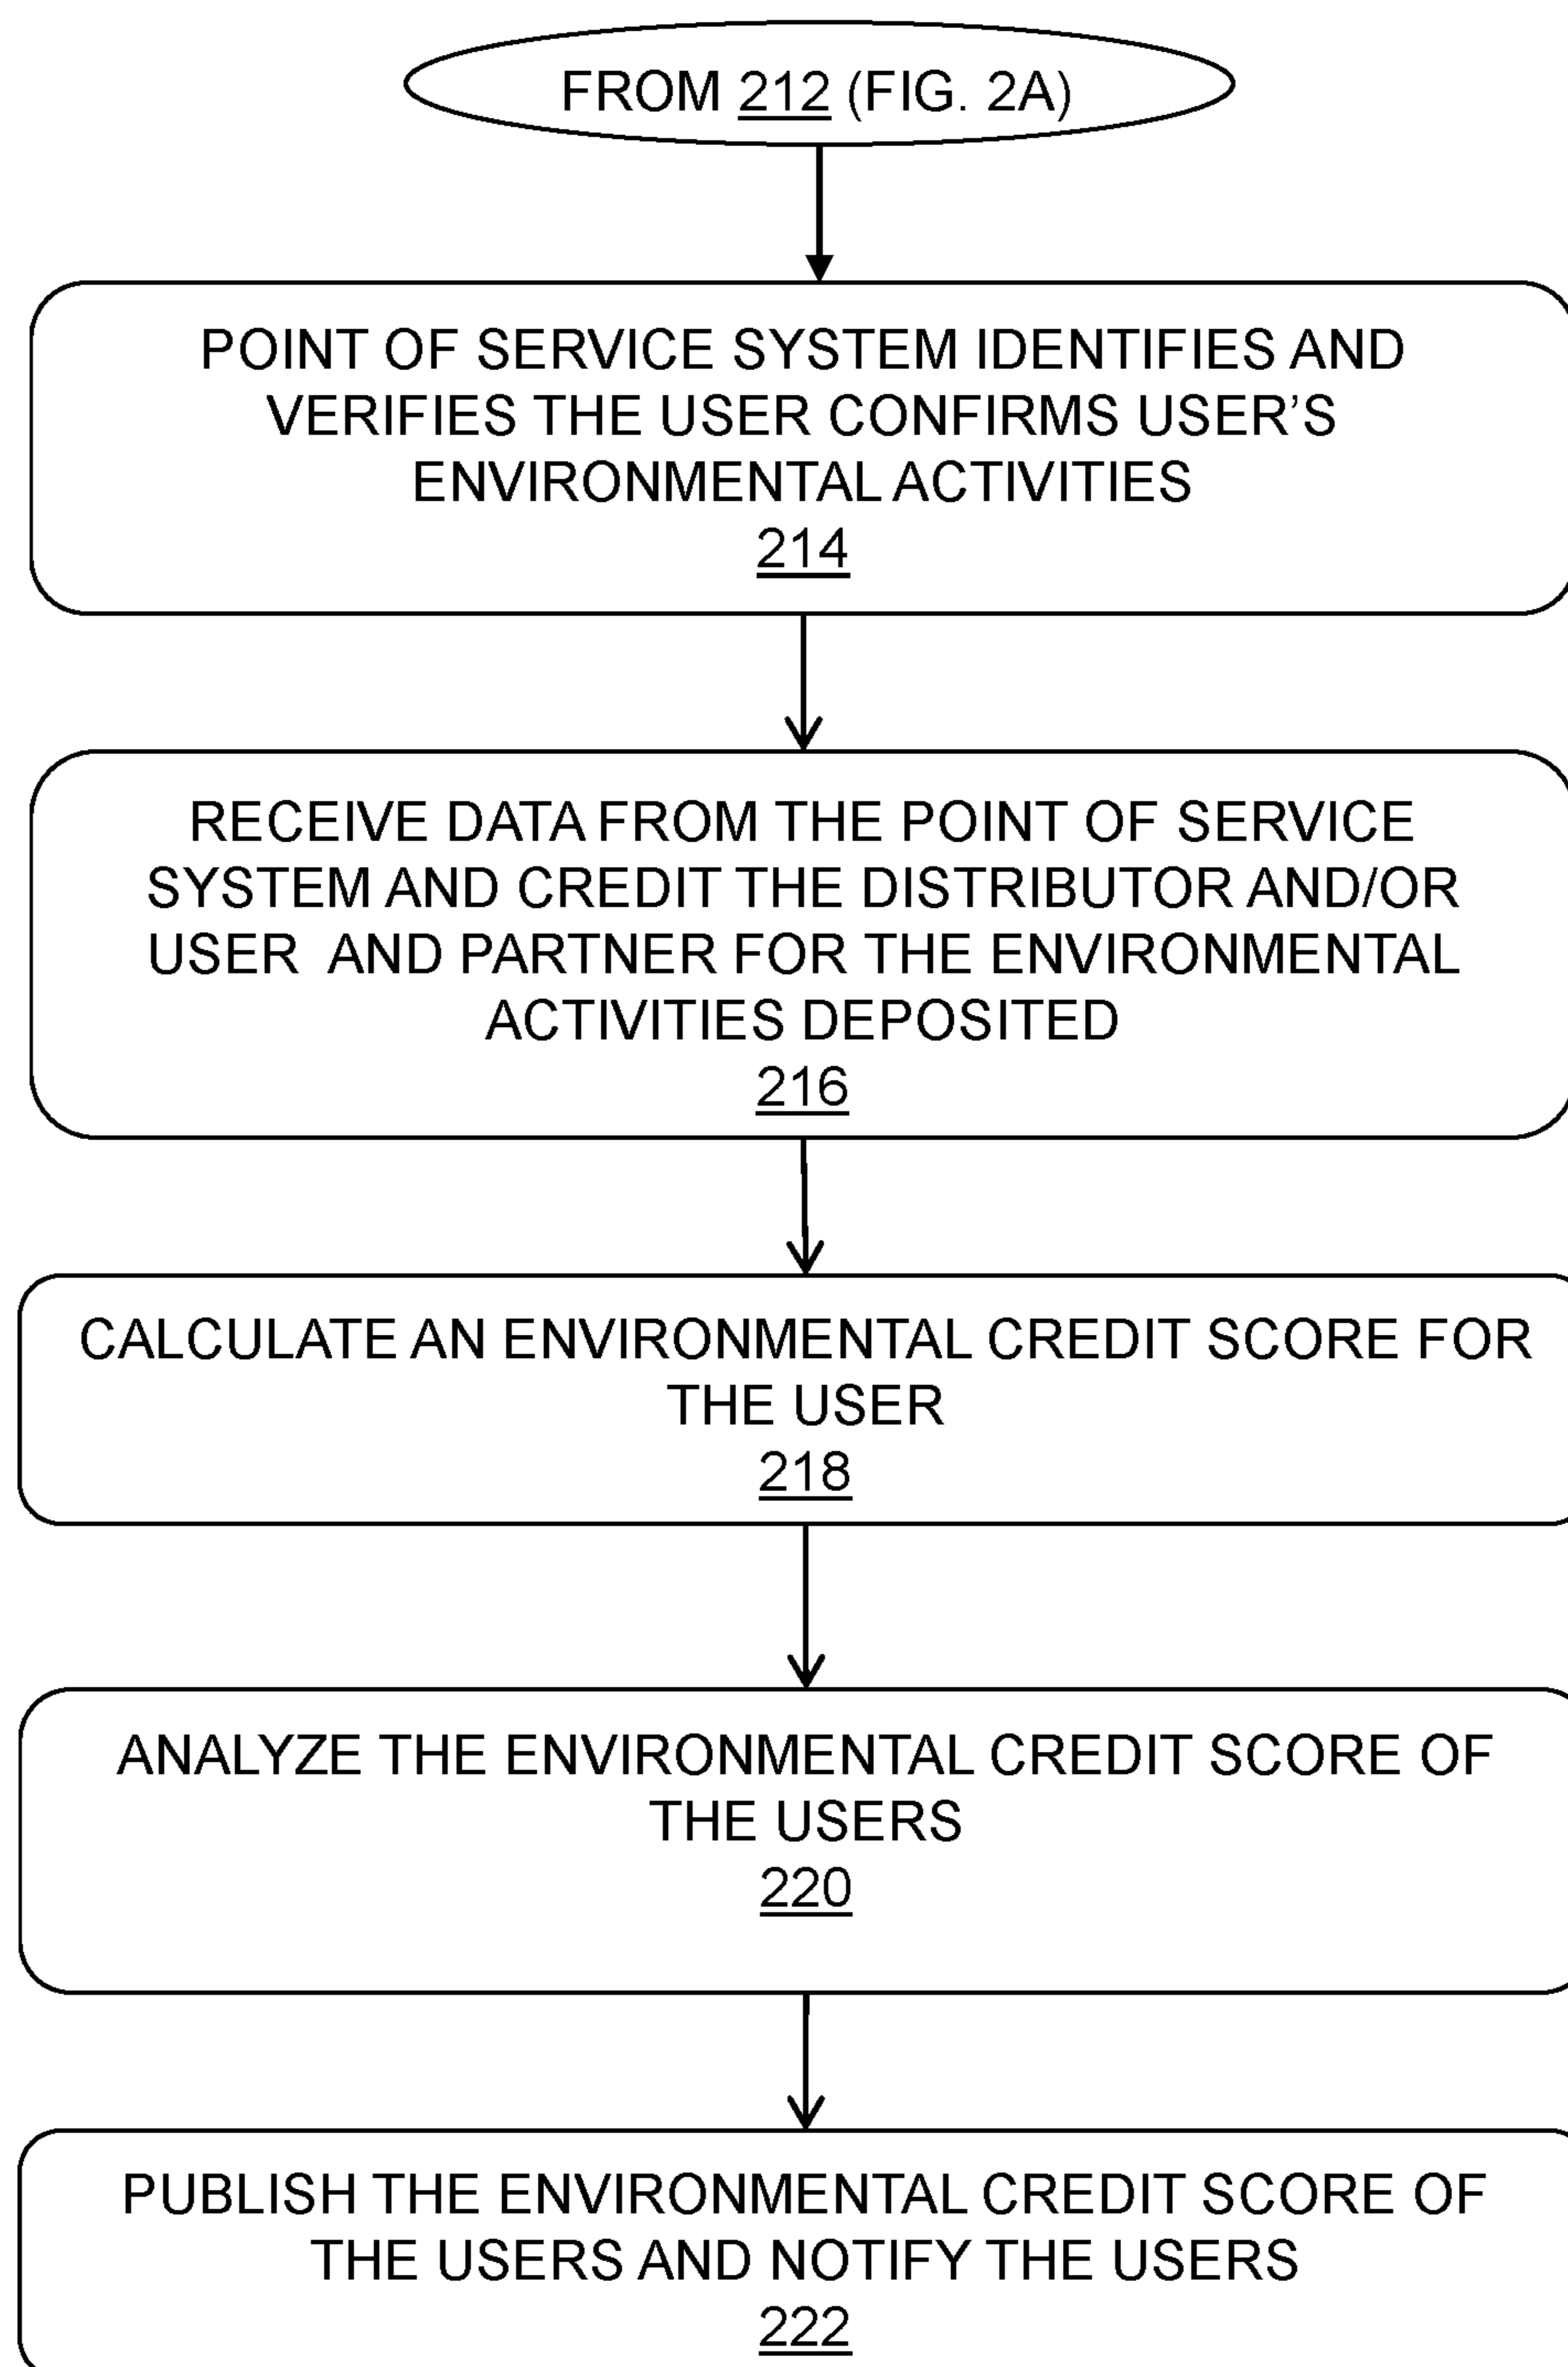 FROM 212 (FIG. 2A)
POINT OF SERVICE SYSTEM IDENTIFIES AND
VERIFIES THE USER CONFIRMS USER’S
ENVIRONMENTAL ACTIVITIES
214
RECEIVE DATA FROM THE POINT OF SERVICE
SYSTEM AND CREDIT THE DISTRIBUTOR AND/OR
USER AND PARTNER FOR THE ENVIRONMENTAL
ACTIVITIES DEPOSITED
216
CALCULATE AN ENVIRONMENTAL CREDIT SCORE FOR
THE USER
218
ANALYZE THE ENVIRONMENTAL CREDIT SCORE OF
THE USERS
220
PUBLISH THE ENVIRONMENTAL CREDIT SCORE OF
THE USERS AND NOTIFY THE USERS
222